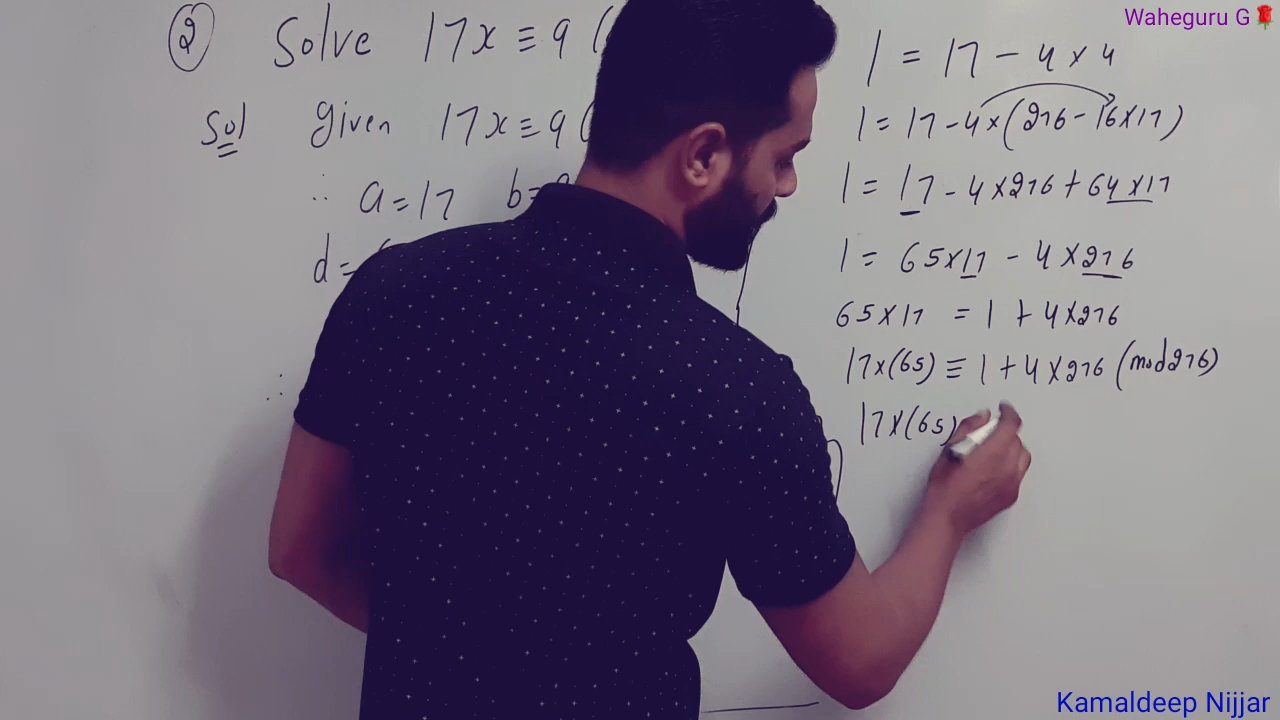 Waheguru G🌹
② Solve 17x ≡ 9 (
Sol Given 17x ≡ 9 (
∴ a = 17 b =
d =
∴
1 = 17 - 4 × 4
1 = 17 - 4 × (276 - 16 × 17)
1 = 17 - 4 × 276 + 64 × 17
1 = 65 × 17 - 4 × 276
65 × 17 = 1 + 4 × 276
17 × (65) ≡ 1 + 4 × 276 (mod 276)
17 × (65)
Kamaldeep Nijjar